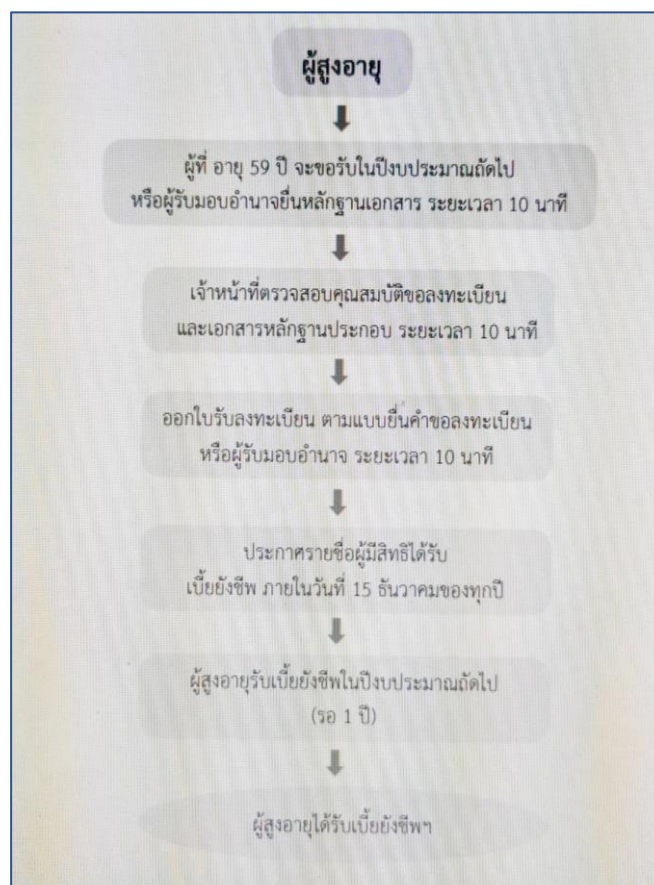 ผู้สูงอายุ
ผู้ที่ อายุ 59 ปี จะขอรับในปีงบประมาณถัดไป
หรือผู้รับมอบอำนาจยื่นหลักฐานเอกสาร ระยะเวลา 10 นาที
เจ้าหน้าที่ตรวจสอบคุณสมบัติขอลงทะเบียน
และเอกสารหลักฐานประกอบ ระยะเวลา 10 นาที
ออกใบรับลงทะเบียน ตามแบบยื่นคำขอลงทะเบียน
หรือผู้รับมอบอำนาจ ระยะเวลา 10 นาที
ประกาศรายชื่อผู้มีสิทธิได้รับ
เบี้ยยังชีพ ภายในวันที่ 15 ธันวาคมของทุกปี
ผู้สูงอายุรับเบี้ยยังชีพในปีงบประมาณถัดไป
(รอ 1 ปี)
ผู้สูงอายุได้รับเบี้ยยังชีพฯ